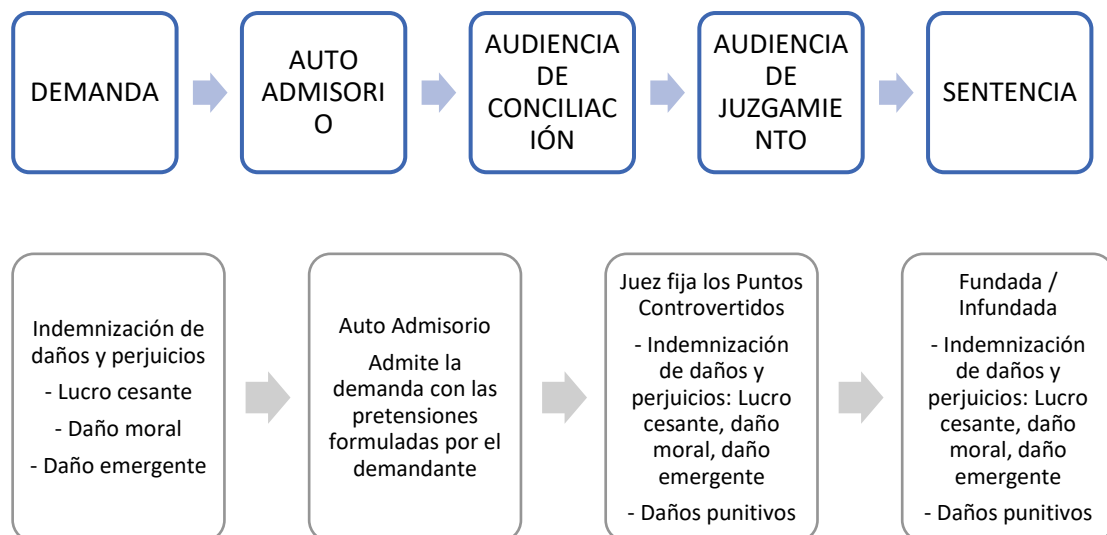 DEMANDA
AUTO
ADMISORI
O
AUDIENCIA
DE
CONCILIAC
IÓN
AUDIENCIA
DE
JUZGAMIE
NTO
SENTENCIA
Indemnización de
daños y perjuicios
- Lucro cesante
- Daño moral
- Daño emergente
Auto Admisorio
Admite la
demanda con las
pretensiones
formuladas por el
demandante
Juez fija los Puntos
Controvertidos
- Indemnización
de daños y
perjuicios: Lucro
cesante, daño
moral, daño
emergente
- Daños punitivos
Fundada /
Infundada
- Indemnización
de daños y
perjuicios: Lucro
cesante, daño
moral, daño
emergente
- Daños punitivos